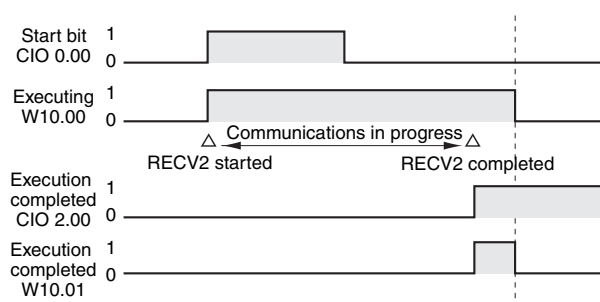 Start bit
CIO 0.00
1
0
Executing
W10.00
1
0
Communications in progress
RECV2 started
RECV2 completed
Execution
completed
CIO 2.00
1
0
Execution
completed
W10.01
1
0